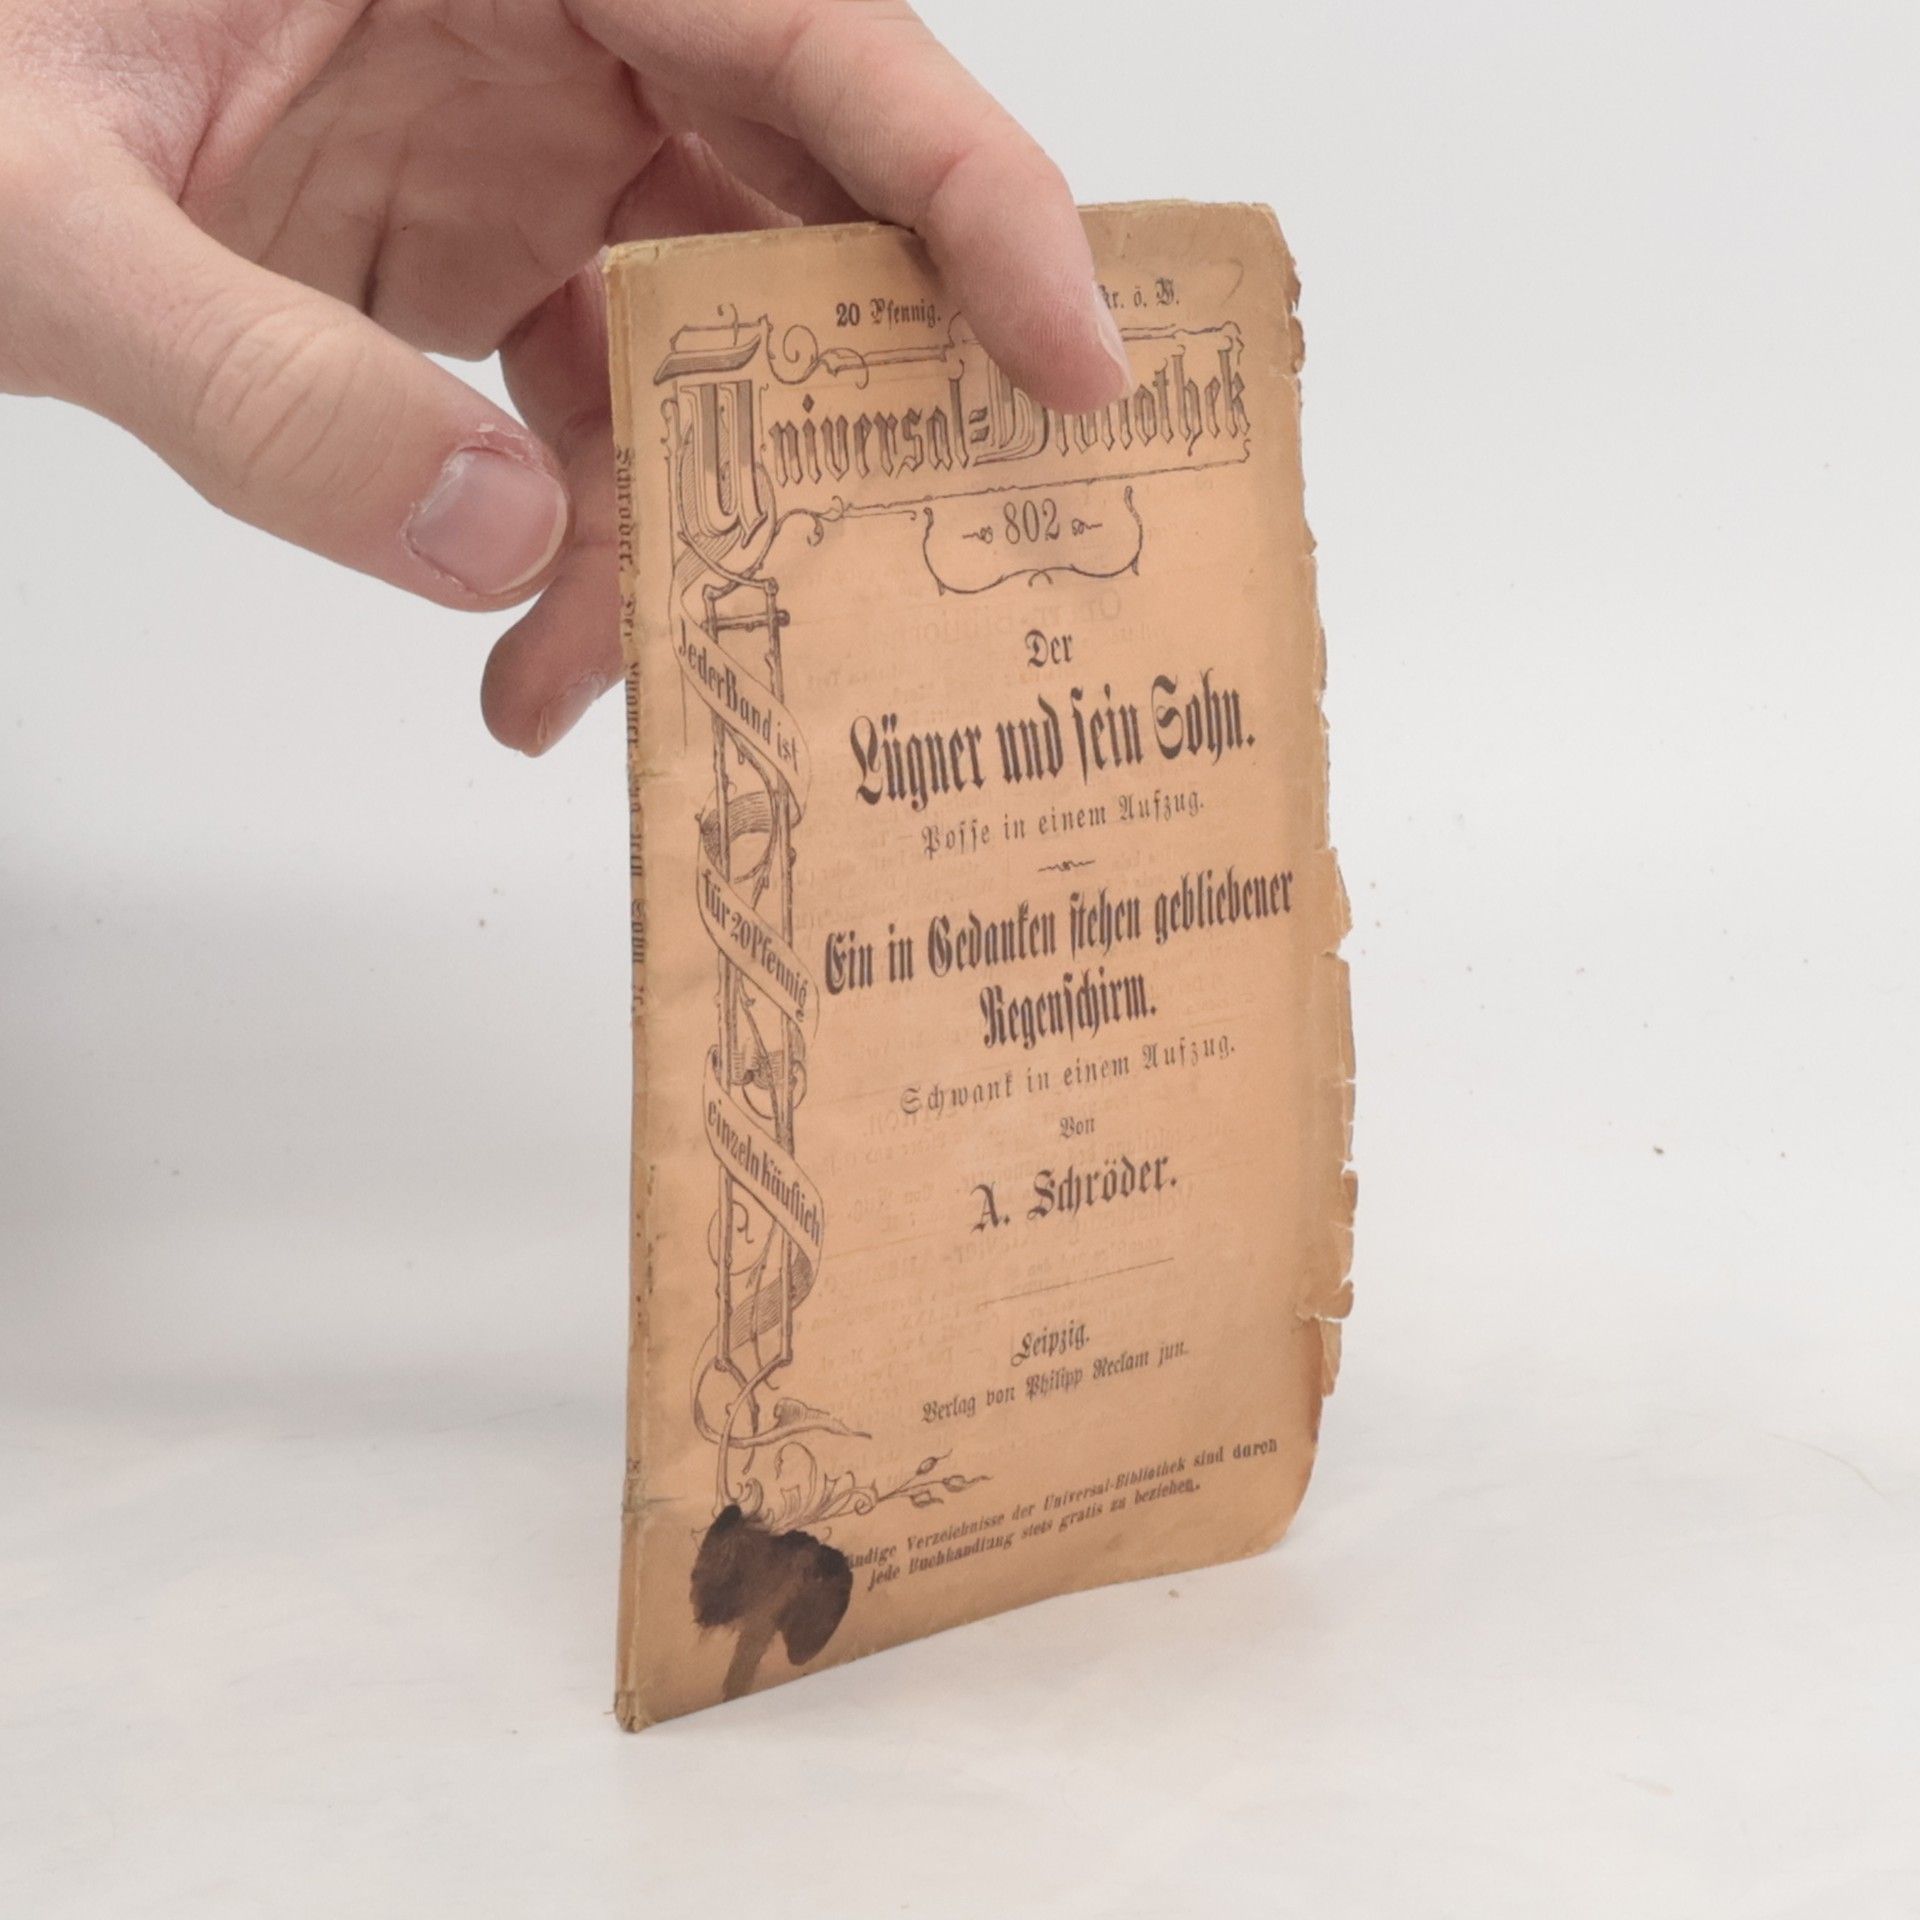 20 Pfennig. Kr. ö. W.
Universal=Bibliothek
802
Jeder Band ist
für 20 Pfennig
einzeln käuflich
Der
Lügner und sein Sohn.
Posse in einem Aufzug.
Ein in Gedanken stehen gebliebener
Regenschirm.
Schwank in einem Aufzug.
Von
A. Schröder.
Leipzig.
Verlag von Philipp Reclam jun.
Verzeichnisse der Universal-Bibliothek sind durch
jede Buchhandlung stets gratis zu beziehen.
Schröder, Der